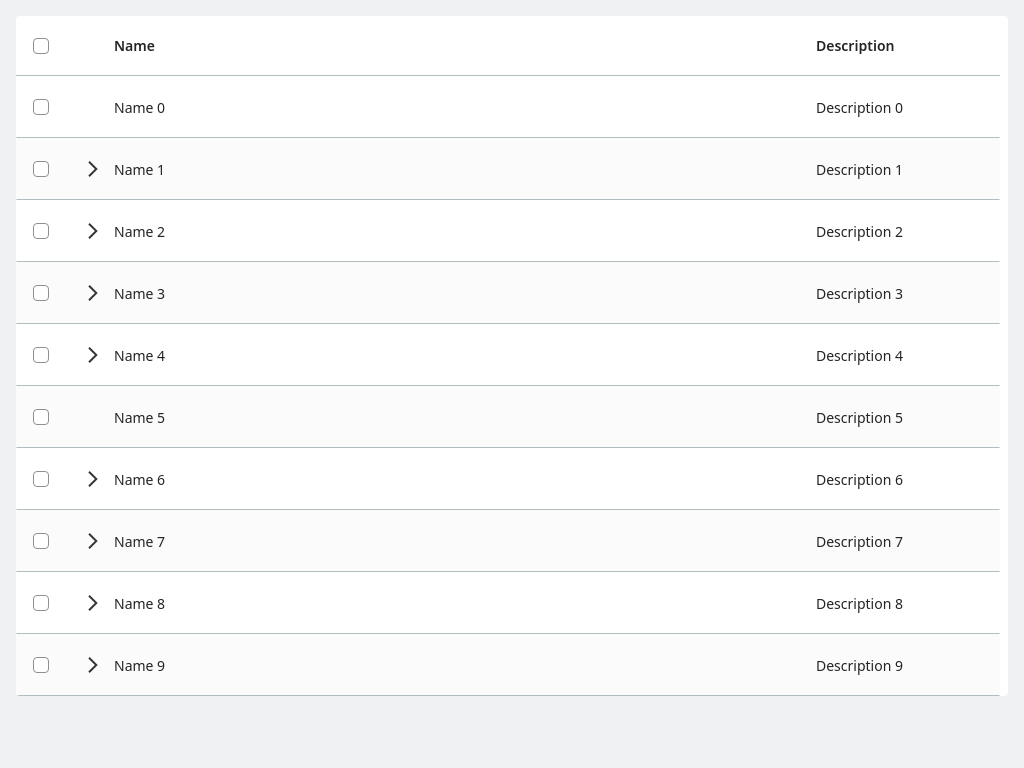 Name Description
Name 0 Description 0
Name 1 Description 1
Name 2 Description 2
Name 3 Description 3
Name 4 Description 4
Name 5 Description 5
Name 6 Description 6
Name 7 Description 7
Name 8 Description 8
Name 9 Description 9